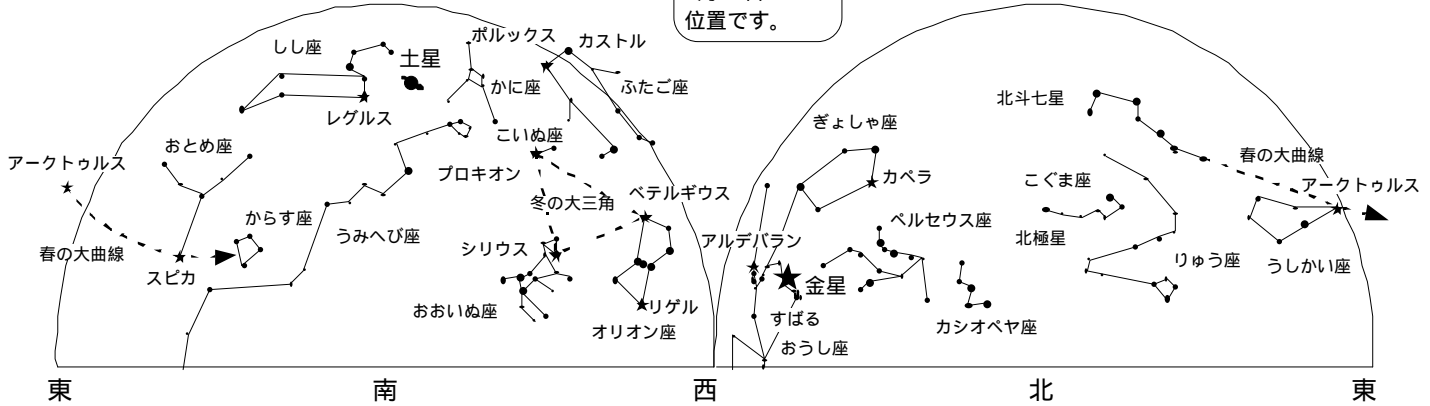 位置です。
しし座
土星
ポルックス
カストル
かに座
ふたご座
レグルス
こいぬ座
おとめ座
アークトゥルス
プロキオン
ベテルギウス
冬の大三角
からす座
うみへび座
シリウス
春の大曲線
スピカ
おおいぬ座
リゲル
オリオン座
東
南
西
北斗七星
ぎょしゃ座
カペラ
春の大曲線
アークトゥルス
こぐま座
ペルセウス座
北極星
アルデバラン
りゅう座
うしかい座
金星
すばる
カシオペヤ座
おうし座
北
東